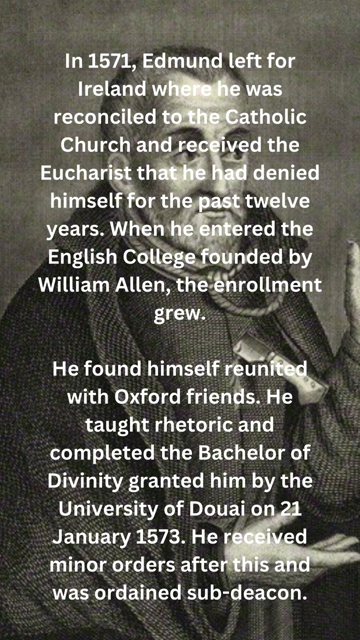 In 1571, Edmund left for
Ireland where he was
reconciled to the Catholic
Church and received the
Eucharist that he had denied
himself for the past twelve
years. When he entered the
English College founded by
William Allen, the enrollment
grew.
He found himself reunited
with Oxford friends. He
taught rhetoric and
completed the Bachelor of
Divinity granted him by the
University of Douai on 21
January 1573. He received
minor orders after this and
was ordained sub-deacon.